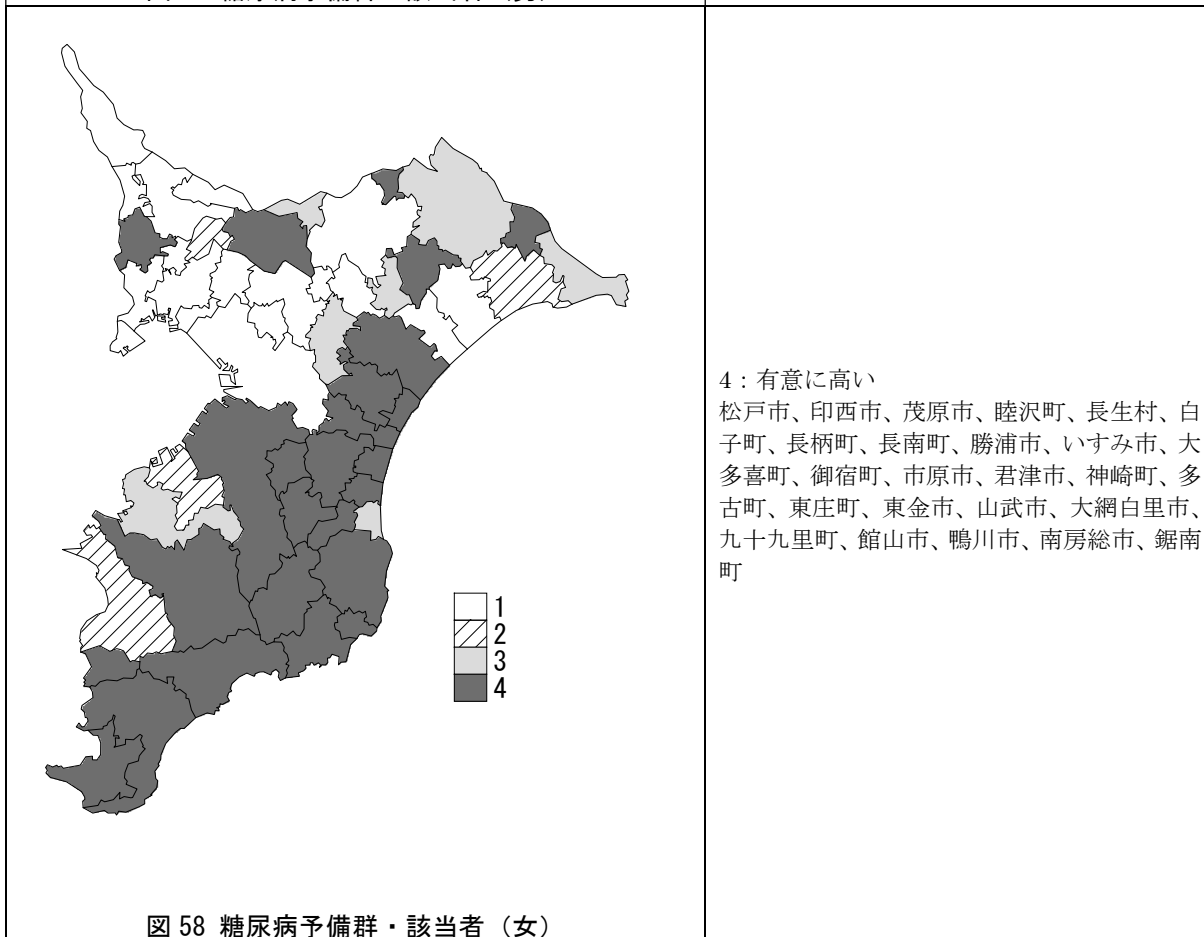 1
2
3
4
図 58 糖尿病予備群・該当者（女）
4：有意に高い
松戸市、印西市、茂原市、睦沢町、長生村、白
子町、長柄町、長南町、勝浦市、いすみ市、大
多喜町、御宿町、市原市、君津市、神崎町、多
古町、東庄町、東金市、山武市、大網白里市、
九十九里町、館山市、鴨川市、南房総市、鋸南
町